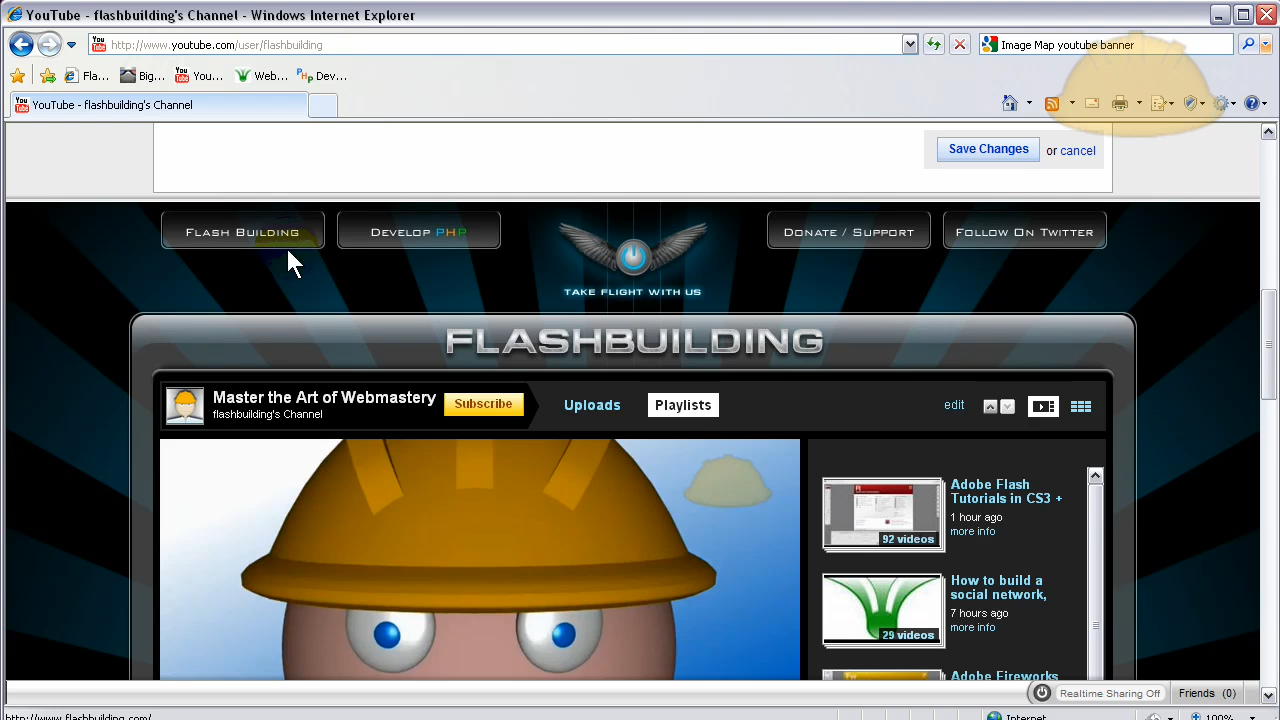 YouTube - flashbuilding's Channel - Windows Internet Explorer
http://www.youtube.com/user/flashbuilding
Image Map youtube banner
Fla... Big... You... Web... Dev...
YouTube - flashbuilding's Channel
Save Changes or cancel
FLASH BUILDING DEVELOP PHP DONATE / SUPPORT FOLLOW ON TWITTER
TAKE FLIGHT WITH US
FLASHBUILDING
Master the Art of Webmastery
flashbuilding's Channel
Subscribe
Uploads
Playlists
edit
Adobe Flash
Tutorials in CS3 +
1 hour ago
more info
92 videos
How to build a
social network,
7 hours ago
more info
29 videos
Adobe Fireworks
Realtime Sharing Off Friends (0)
http://www.flashbuilding.com/ Internet 100%